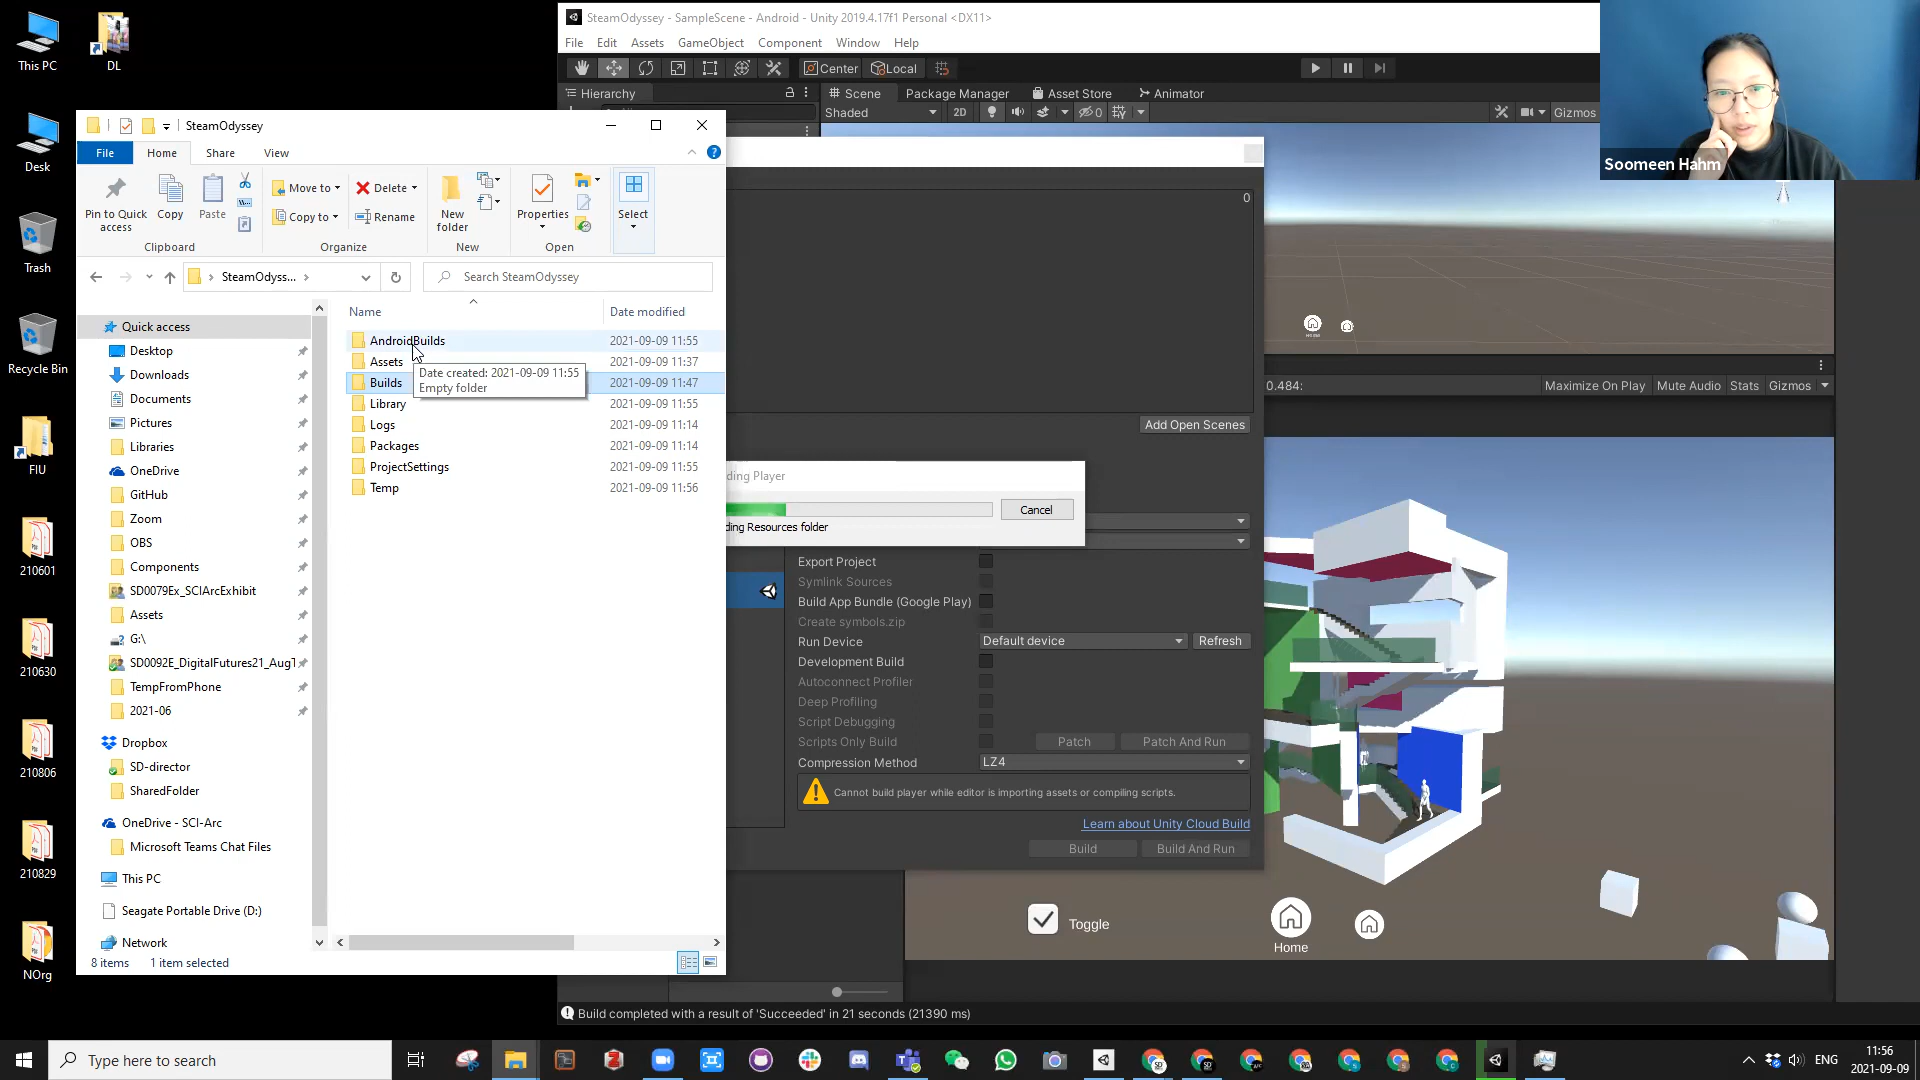 This PC
DL
Desk
Trash
Recycle Bin
FIU
210601
210630
210806
210829
NOrg
SteamOdyssey - SampleScene - Android - Unity 2019.4.17f1 Personal <DX11>
File Edit Assets GameObject Component Window Help
Center Local
Hierarchy
Scene Package Manager Asset Store Animator
Shaded 2D 0 Gizmos
Soomeen Hahm
SteamOdyssey
File Home Share View
Pin to Quick access
Copy
Paste
Move to
Copy to
Delete
Rename
New folder
Properties
Select
Clipboard Organize New Open
SteamOdyss...
Search SteamOdyssey
Name Date modified
AndroidBuilds 2021-09-09 11:55
Assets 2021-09-09 11:37
Builds 2021-09-09 11:47
Library 2021-09-09 11:55
Logs 2021-09-09 11:14
Packages 2021-09-09 11:14
ProjectSettings 2021-09-09 11:55
Temp 2021-09-09 11:56
Date created: 2021-09-09 11:55
Empty folder
Quick access
Desktop
Downloads
Documents
Pictures
Libraries
OneDrive
GitHub
Zoom
OBS
Components
SD0079Ex_SCIArcExhibit
Assets
G:\
SD0092E_DigitalFutures21_Aug1
TempFromPhone
2021-06
Dropbox
SD-director
SharedFolder
OneDrive - SCI-Arc
Microsoft Teams Chat Files
This PC
Seagate Portable Drive (D:)
Network
8 items 1 item selected
0
Add Open Scenes
ding Player
Cancel
ding Resources folder
Export Project
Symlink Sources
Build App Bundle (Google Play)
Create symbols.zip
Run Device Default device Refresh
Development Build
Autoconnect Profiler
Deep Profiling
Script Debugging
Scripts Only Build Patch Patch And Run
Compression Method LZ4
Cannot build player while editor is importing assets or compiling scripts.
Learn about Unity Cloud Build
Build Build And Run
0.484: Maximize On Play Mute Audio Stats Gizmos
Toggle
Home
Build completed with a result of 'Succeeded' in 21 seconds (21390 ms)
Type here to search
ENG
11:56
2021-09-09